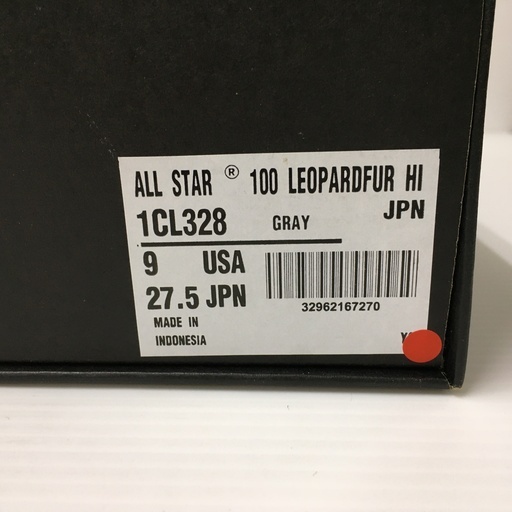 ALL STAR ® 100 LEOPARDFUR HI
1CL328 GRAY JPN
9 USA
27.5 JPN
32962167270
MADE IN
INDONESIA